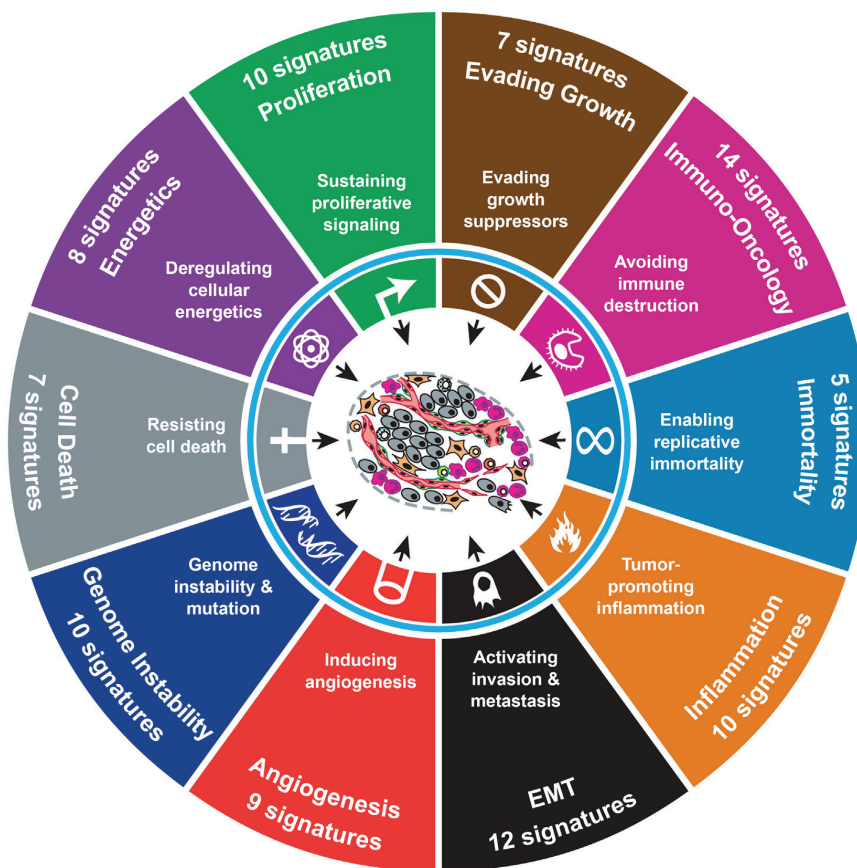 10 signatures
Proliferation
Sustaining
proliferative
signaling
7 signatures
Evading Growth
Evading
growth
suppressors
14 signatures
Immuno-Oncology
Avoiding
immune
destruction
5 signatures
Immortality
Enabling
replicative
immortality
Tumor-
promoting
inflammation
Inflammation
10 signatures
Activating
invasion &
metastasis
EMT
12 signatures
Inducing
angiogenesis
Angiogenesis
9 signatures
Genome
instability &
mutation
Genome Instability
10 signatures
Resisting
cell death
Cell Death
7 signatures
8 signatures
Energetics
Deregulating
cellular
energetics